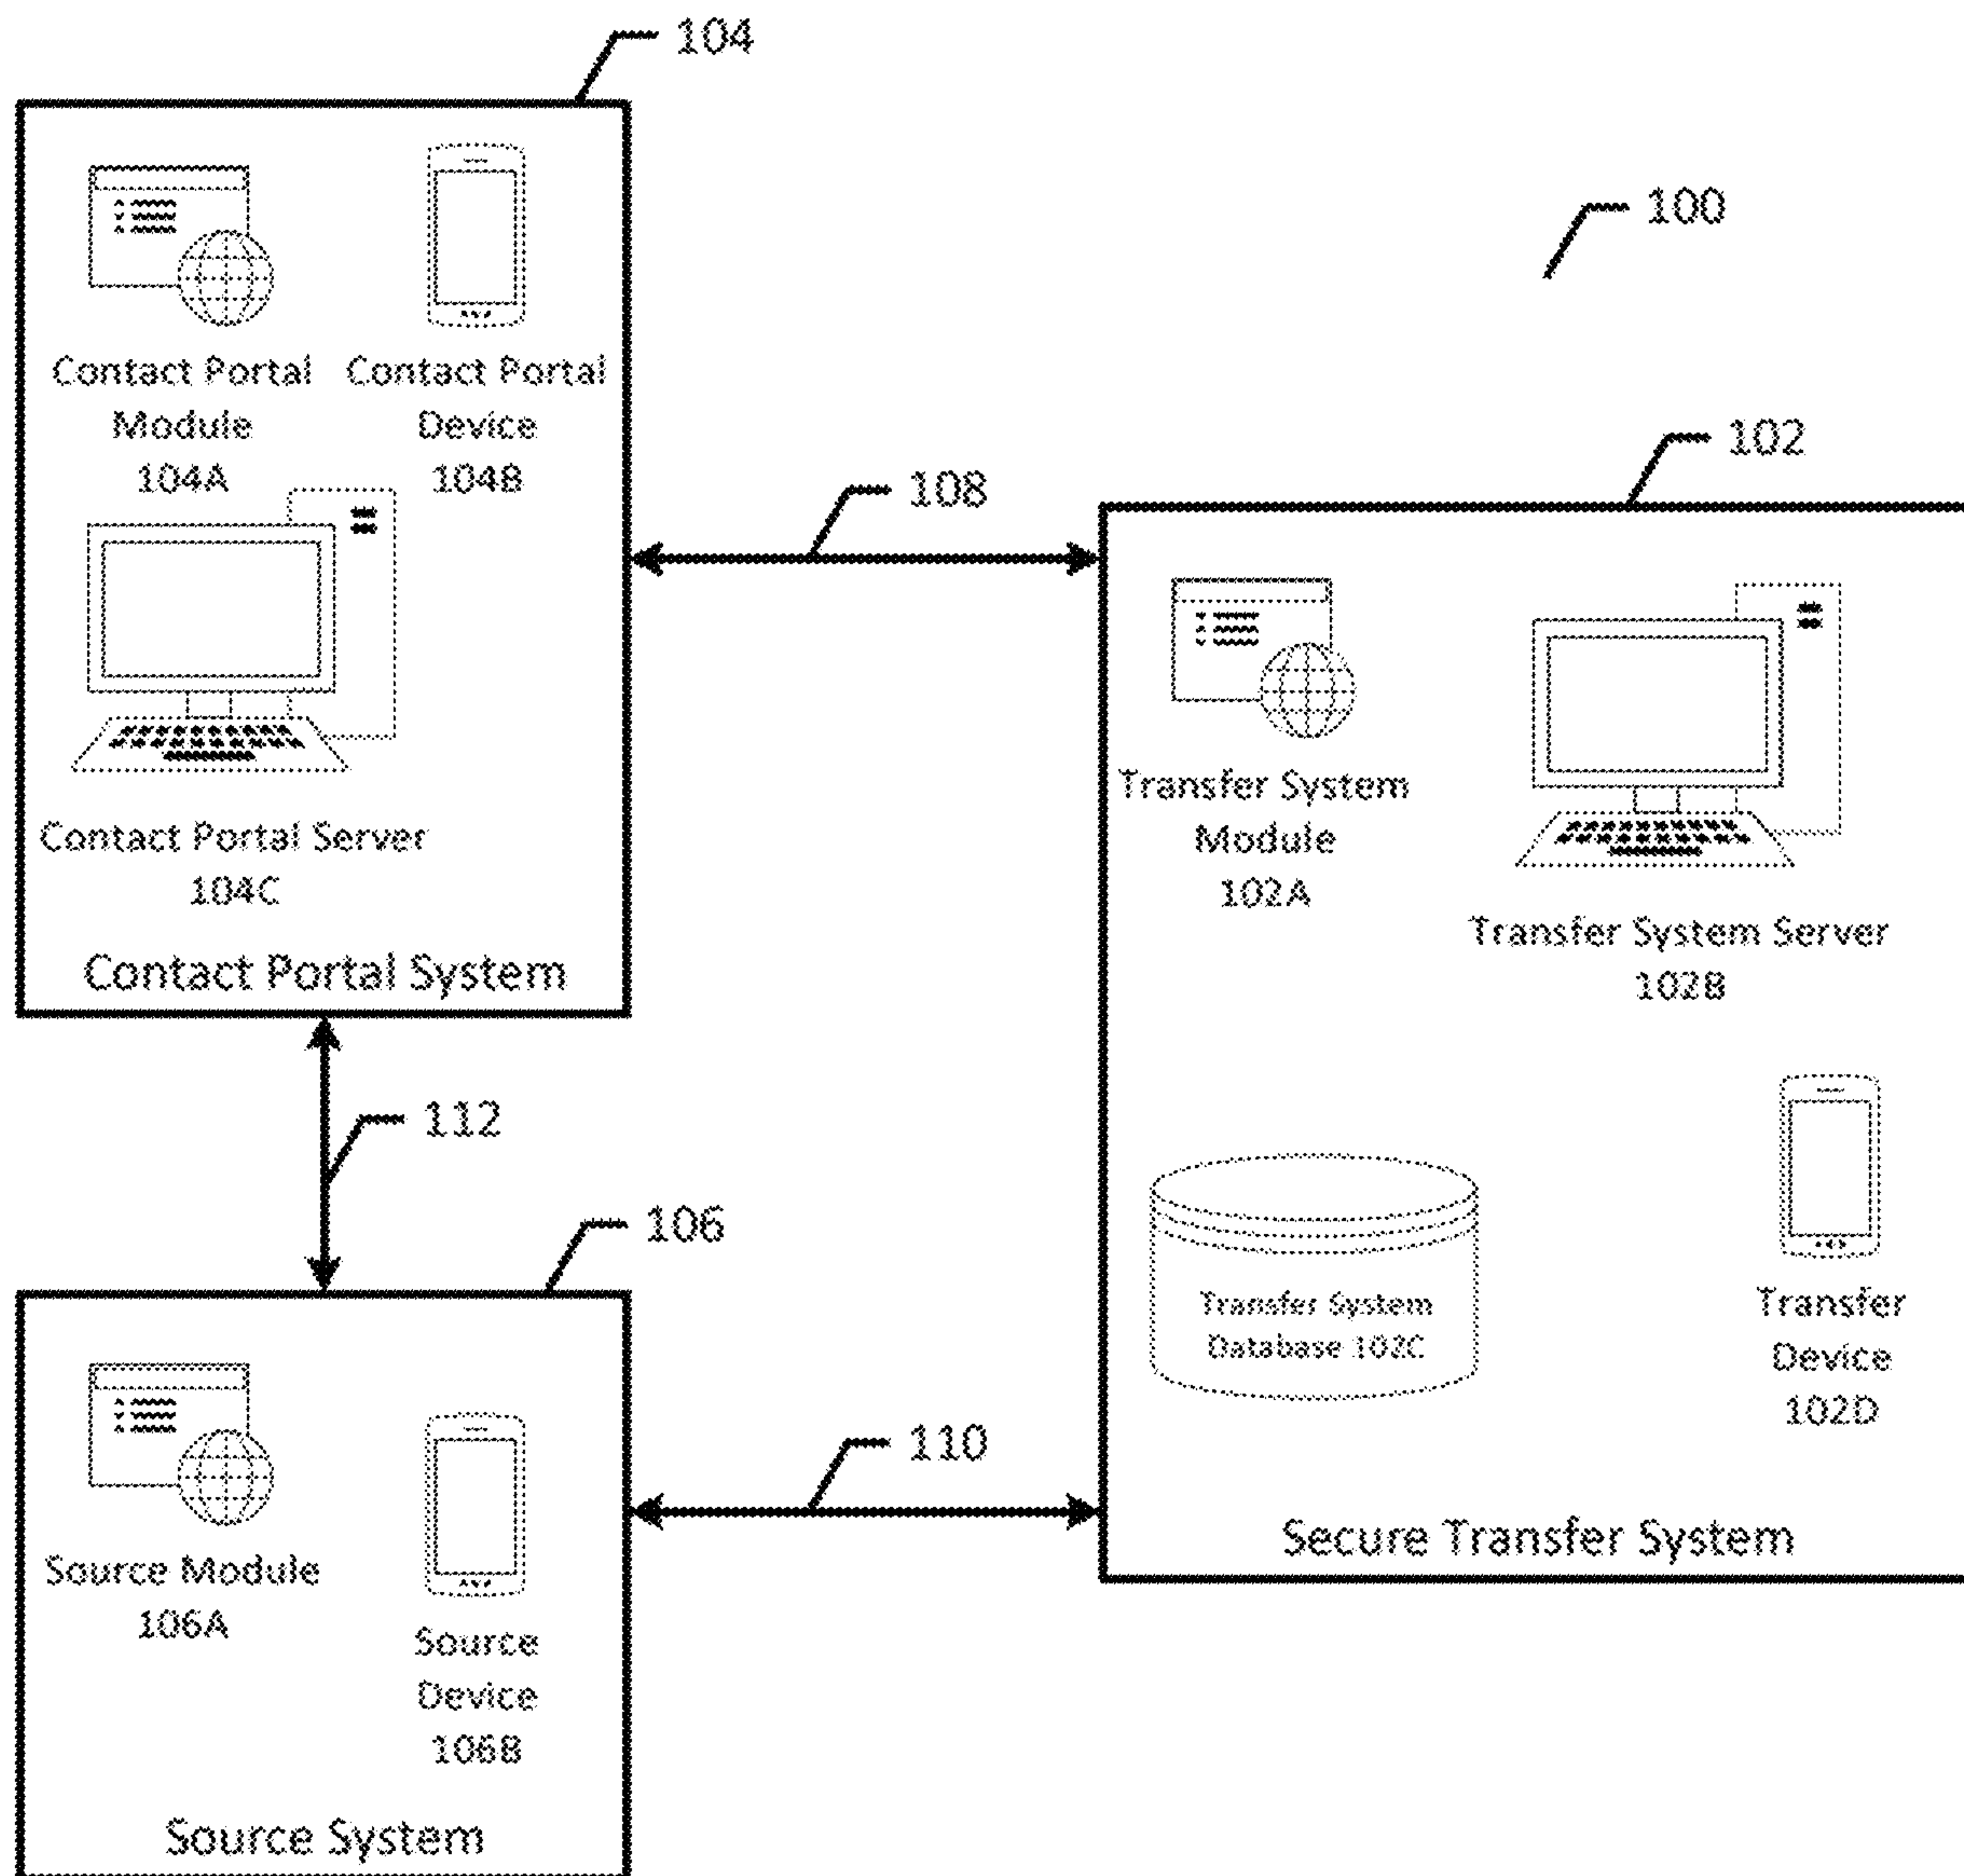 104
Contact Portal
Module
104A
Contact Portal
Device
104B
Contact Portal Server
104C
Contact Portal System
100
108
102
Transfer System
Module
102A
Transfer System Server
102B
Transfer System
Database 102C
Transfer
Device
102D
Secure Transfer System
112
106
Source Module
106A
Source
Device
106B
Source System
110